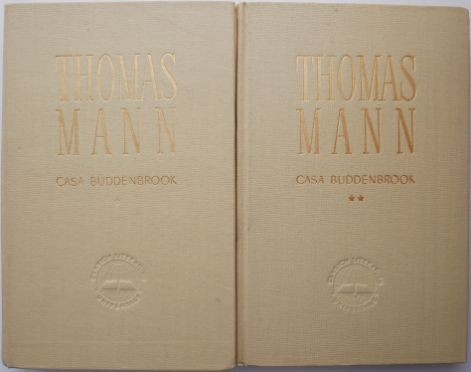 THOMAS
MANN
CASA BUDDENBROOK
THOMAS
MANN
CASA BUDDENBROOK
**